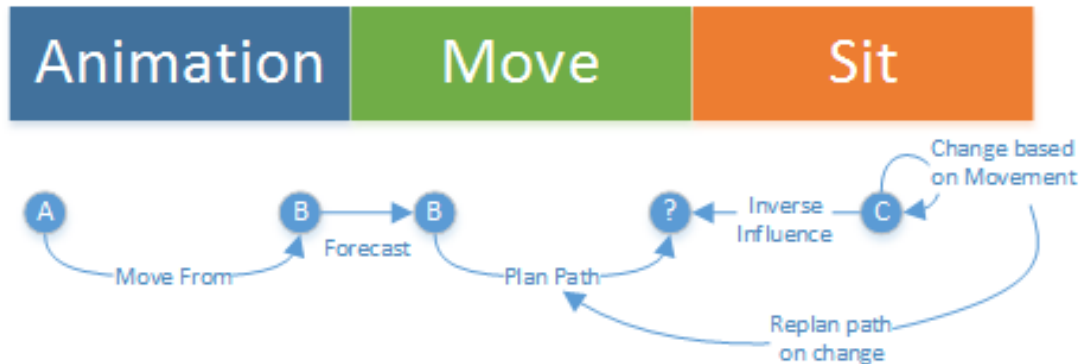 Animation Move Sit
Change based
on Movement
A B B ? Inverse C
Influence
Forecast
Move From Plan Path
Replan path
on change